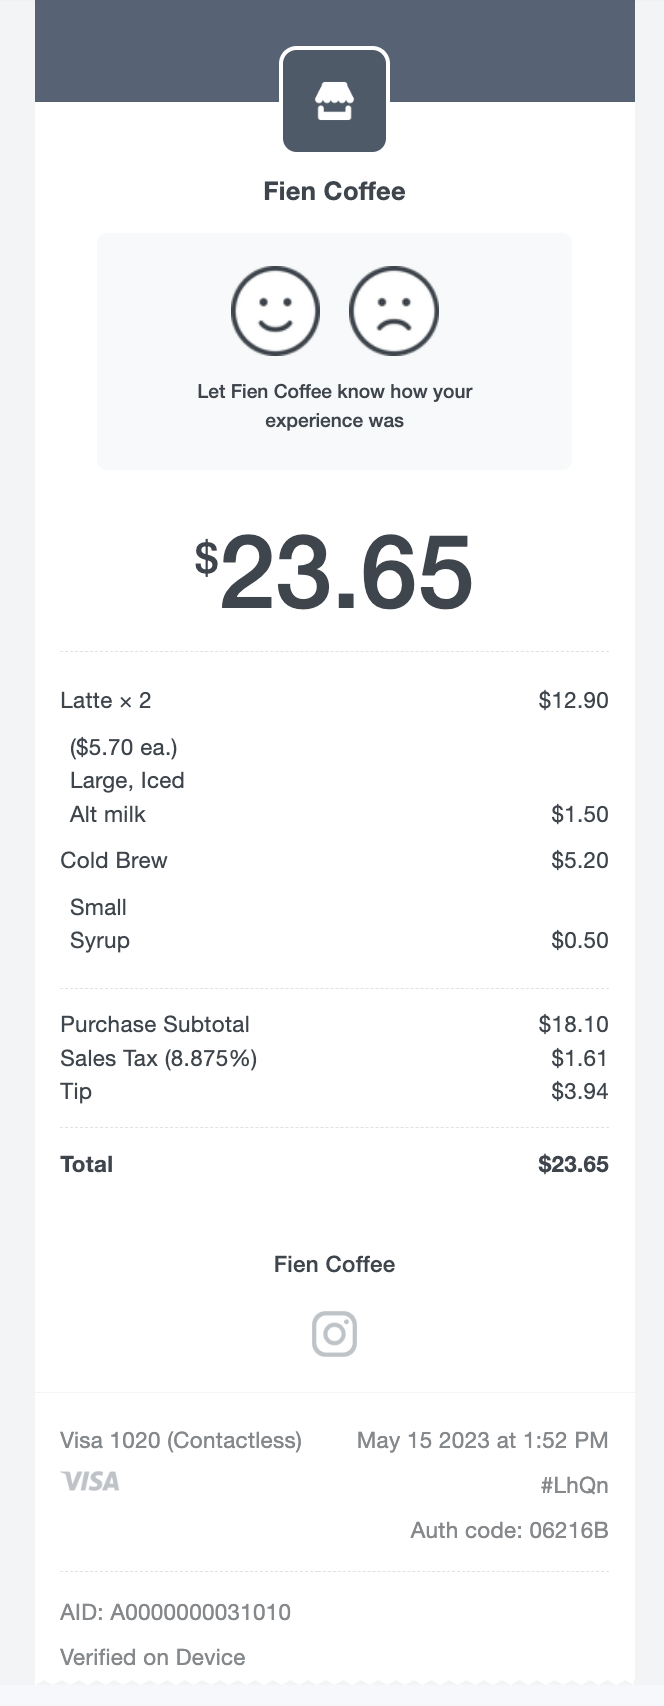 Fien Coffee
Let Fien Coffee know how your
experience was
$23.65
Latte × 2 $12.90
($5.70 ea.)
Large, Iced
Alt milk $1.50
Cold Brew $5.20
Small
Syrup $0.50
Purchase Subtotal $18.10
Sales Tax (8.875%) $1.61
Tip $3.94
Total $23.65
Fien Coffee
Visa 1020 (Contactless) May 15 2023 at 1:52 PM
VISA #LhQn
Auth code: 06216B
AID: A0000000031010
Verified on Device